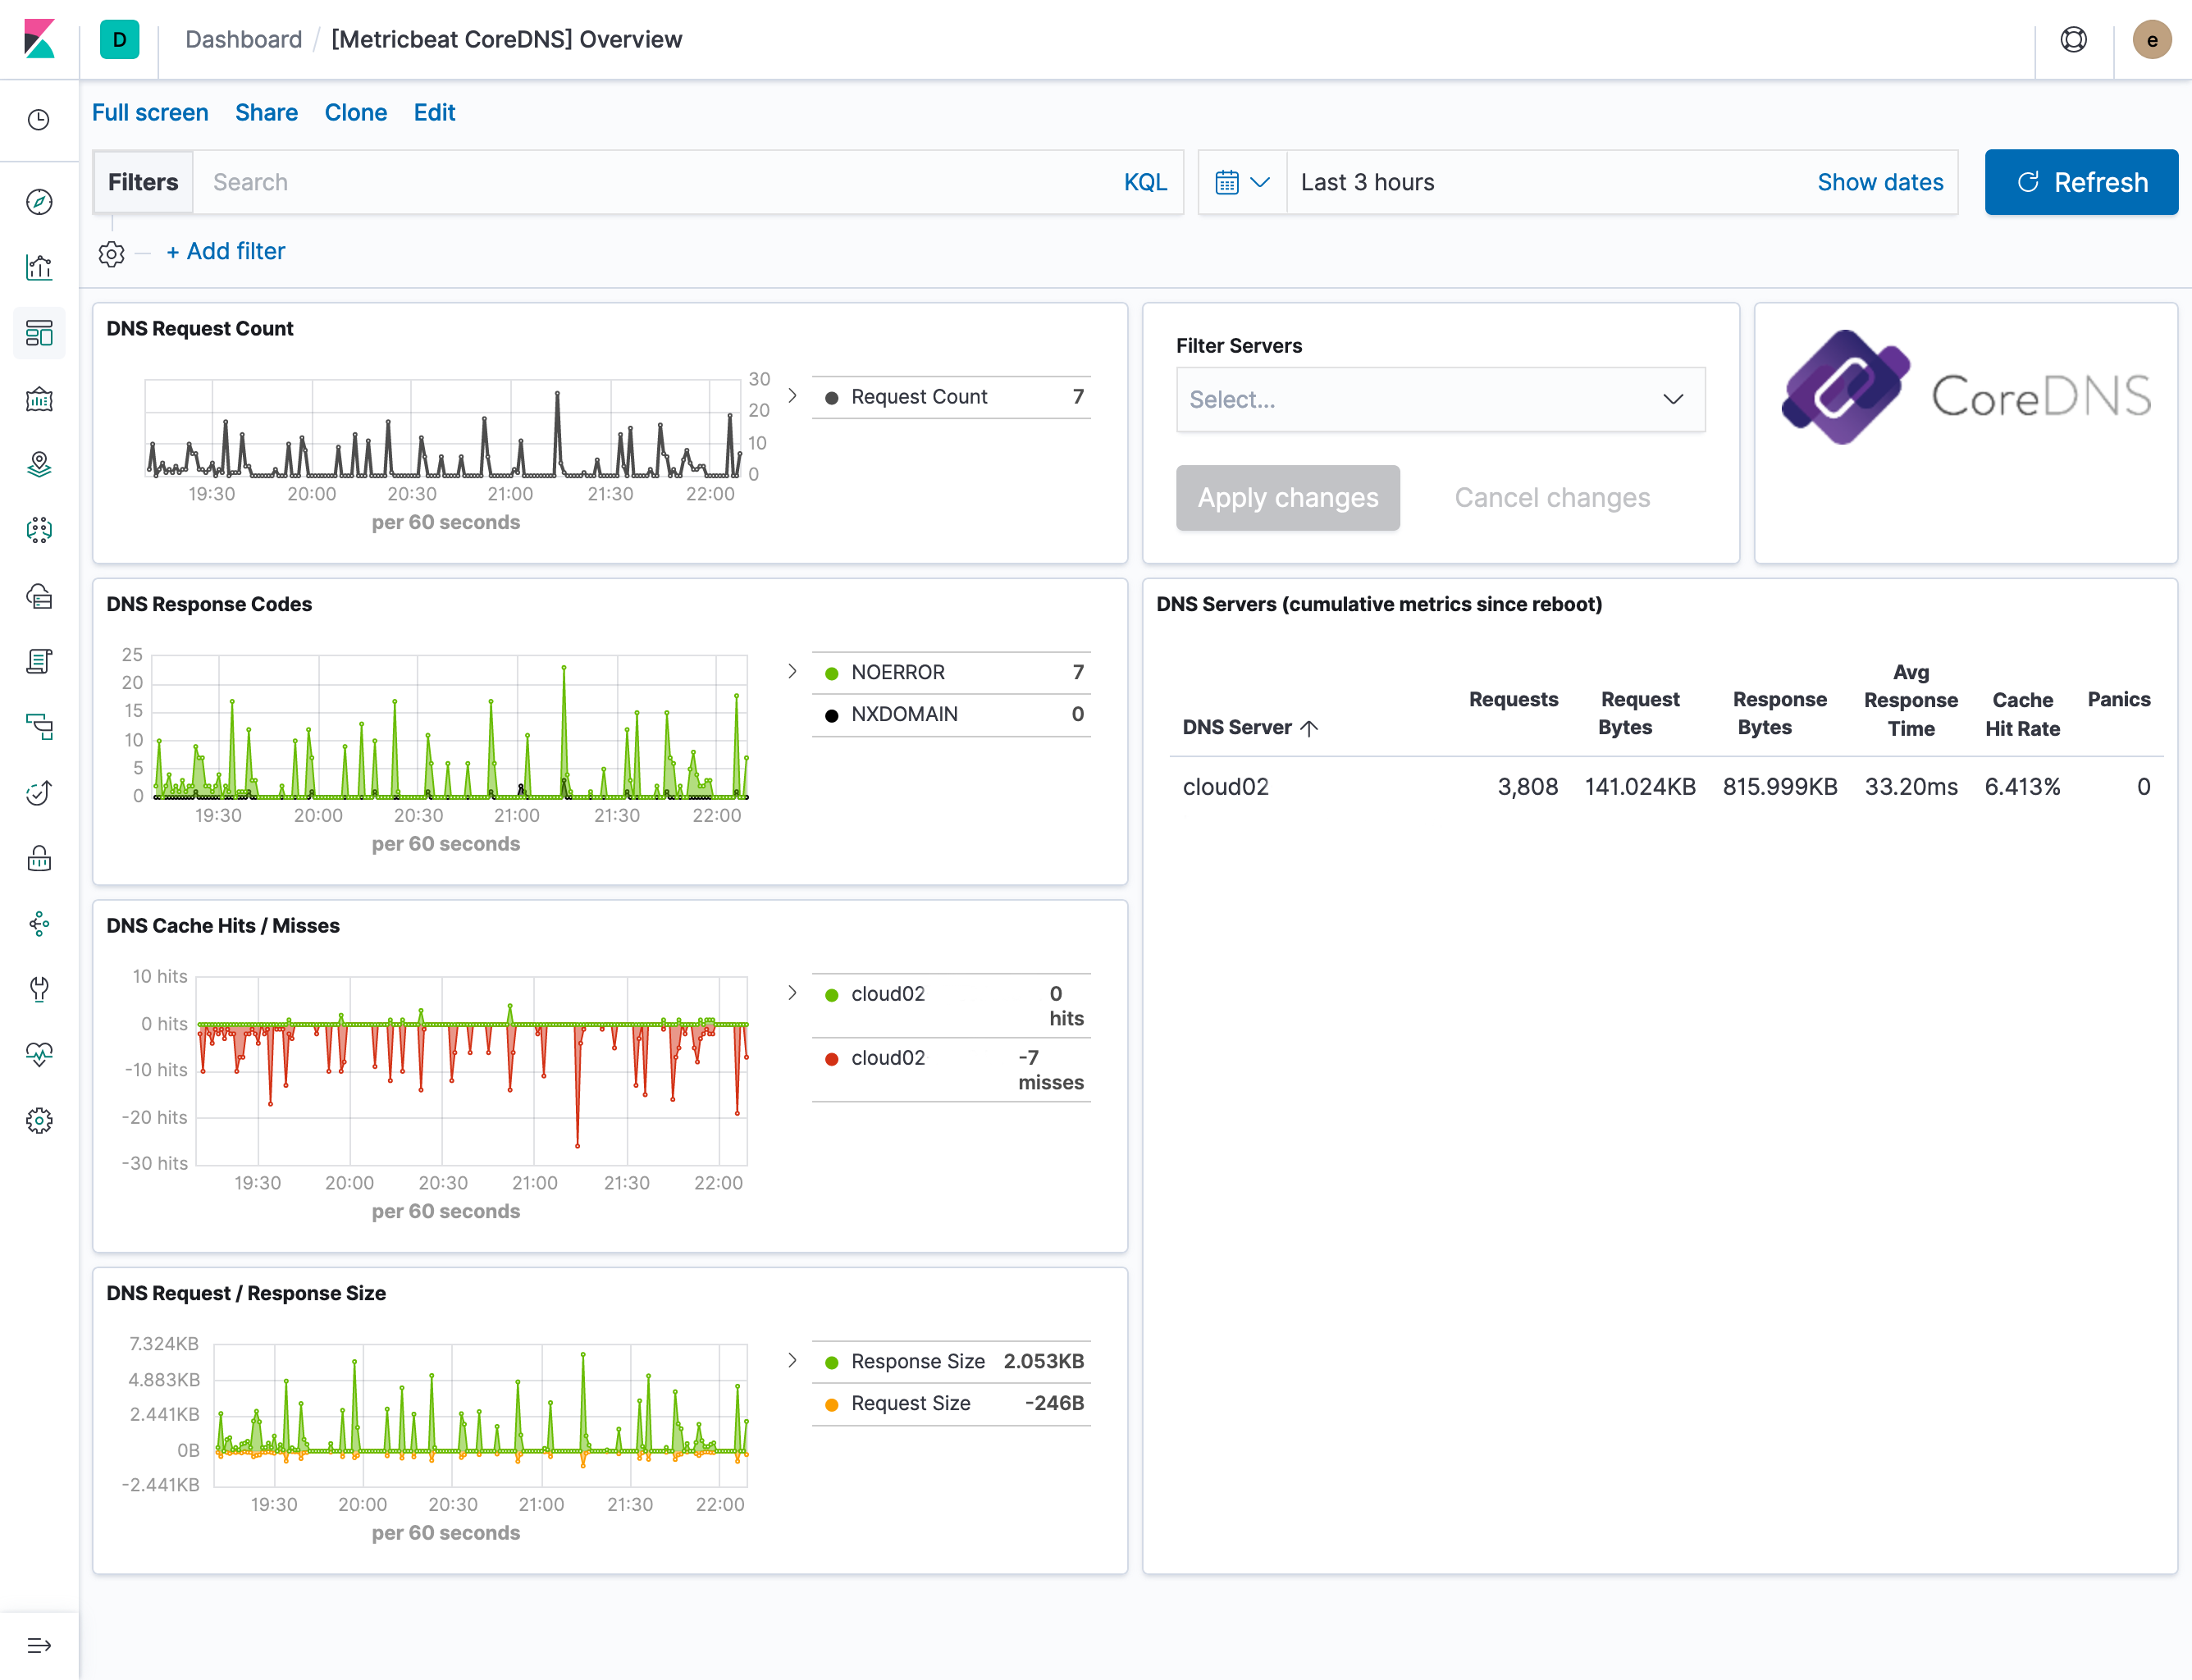 D
Dashboard / [Metricbeat CoreDNS] Overview
e
Full screen Share Clone Edit
Filters Search KQL
Last 3 hours Show dates
Refresh
+ Add filter
DNS Request Count
30
20
10
0
19:30 20:00 20:30 21:00 21:30 22:00
per 60 seconds
Request Count 7
Filter Servers
Select...
Apply changes Cancel changes
CoreDNS
DNS Response Codes
25
20
15
10
5
0
19:30 20:00 20:30 21:00 21:30 22:00
per 60 seconds
NOERROR 7
NXDOMAIN 0
DNS Servers (cumulative metrics since reboot)
DNS Server Requests Request Bytes Response Bytes Avg Response Time Cache Hit Rate Panics
cloud02 3,808 141.024KB 815.999KB 33.20ms 6.413% 0
DNS Cache Hits / Misses
10 hits
0 hits
-10 hits
-20 hits
-30 hits
19:30 20:00 20:30 21:00 21:30 22:00
per 60 seconds
cloud02 0 hits
cloud02 -7 misses
DNS Request / Response Size
7.324KB
4.883KB
2.441KB
0B
-2.441KB
19:30 20:00 20:30 21:00 21:30 22:00
per 60 seconds
Response Size 2.053KB
Request Size -246B